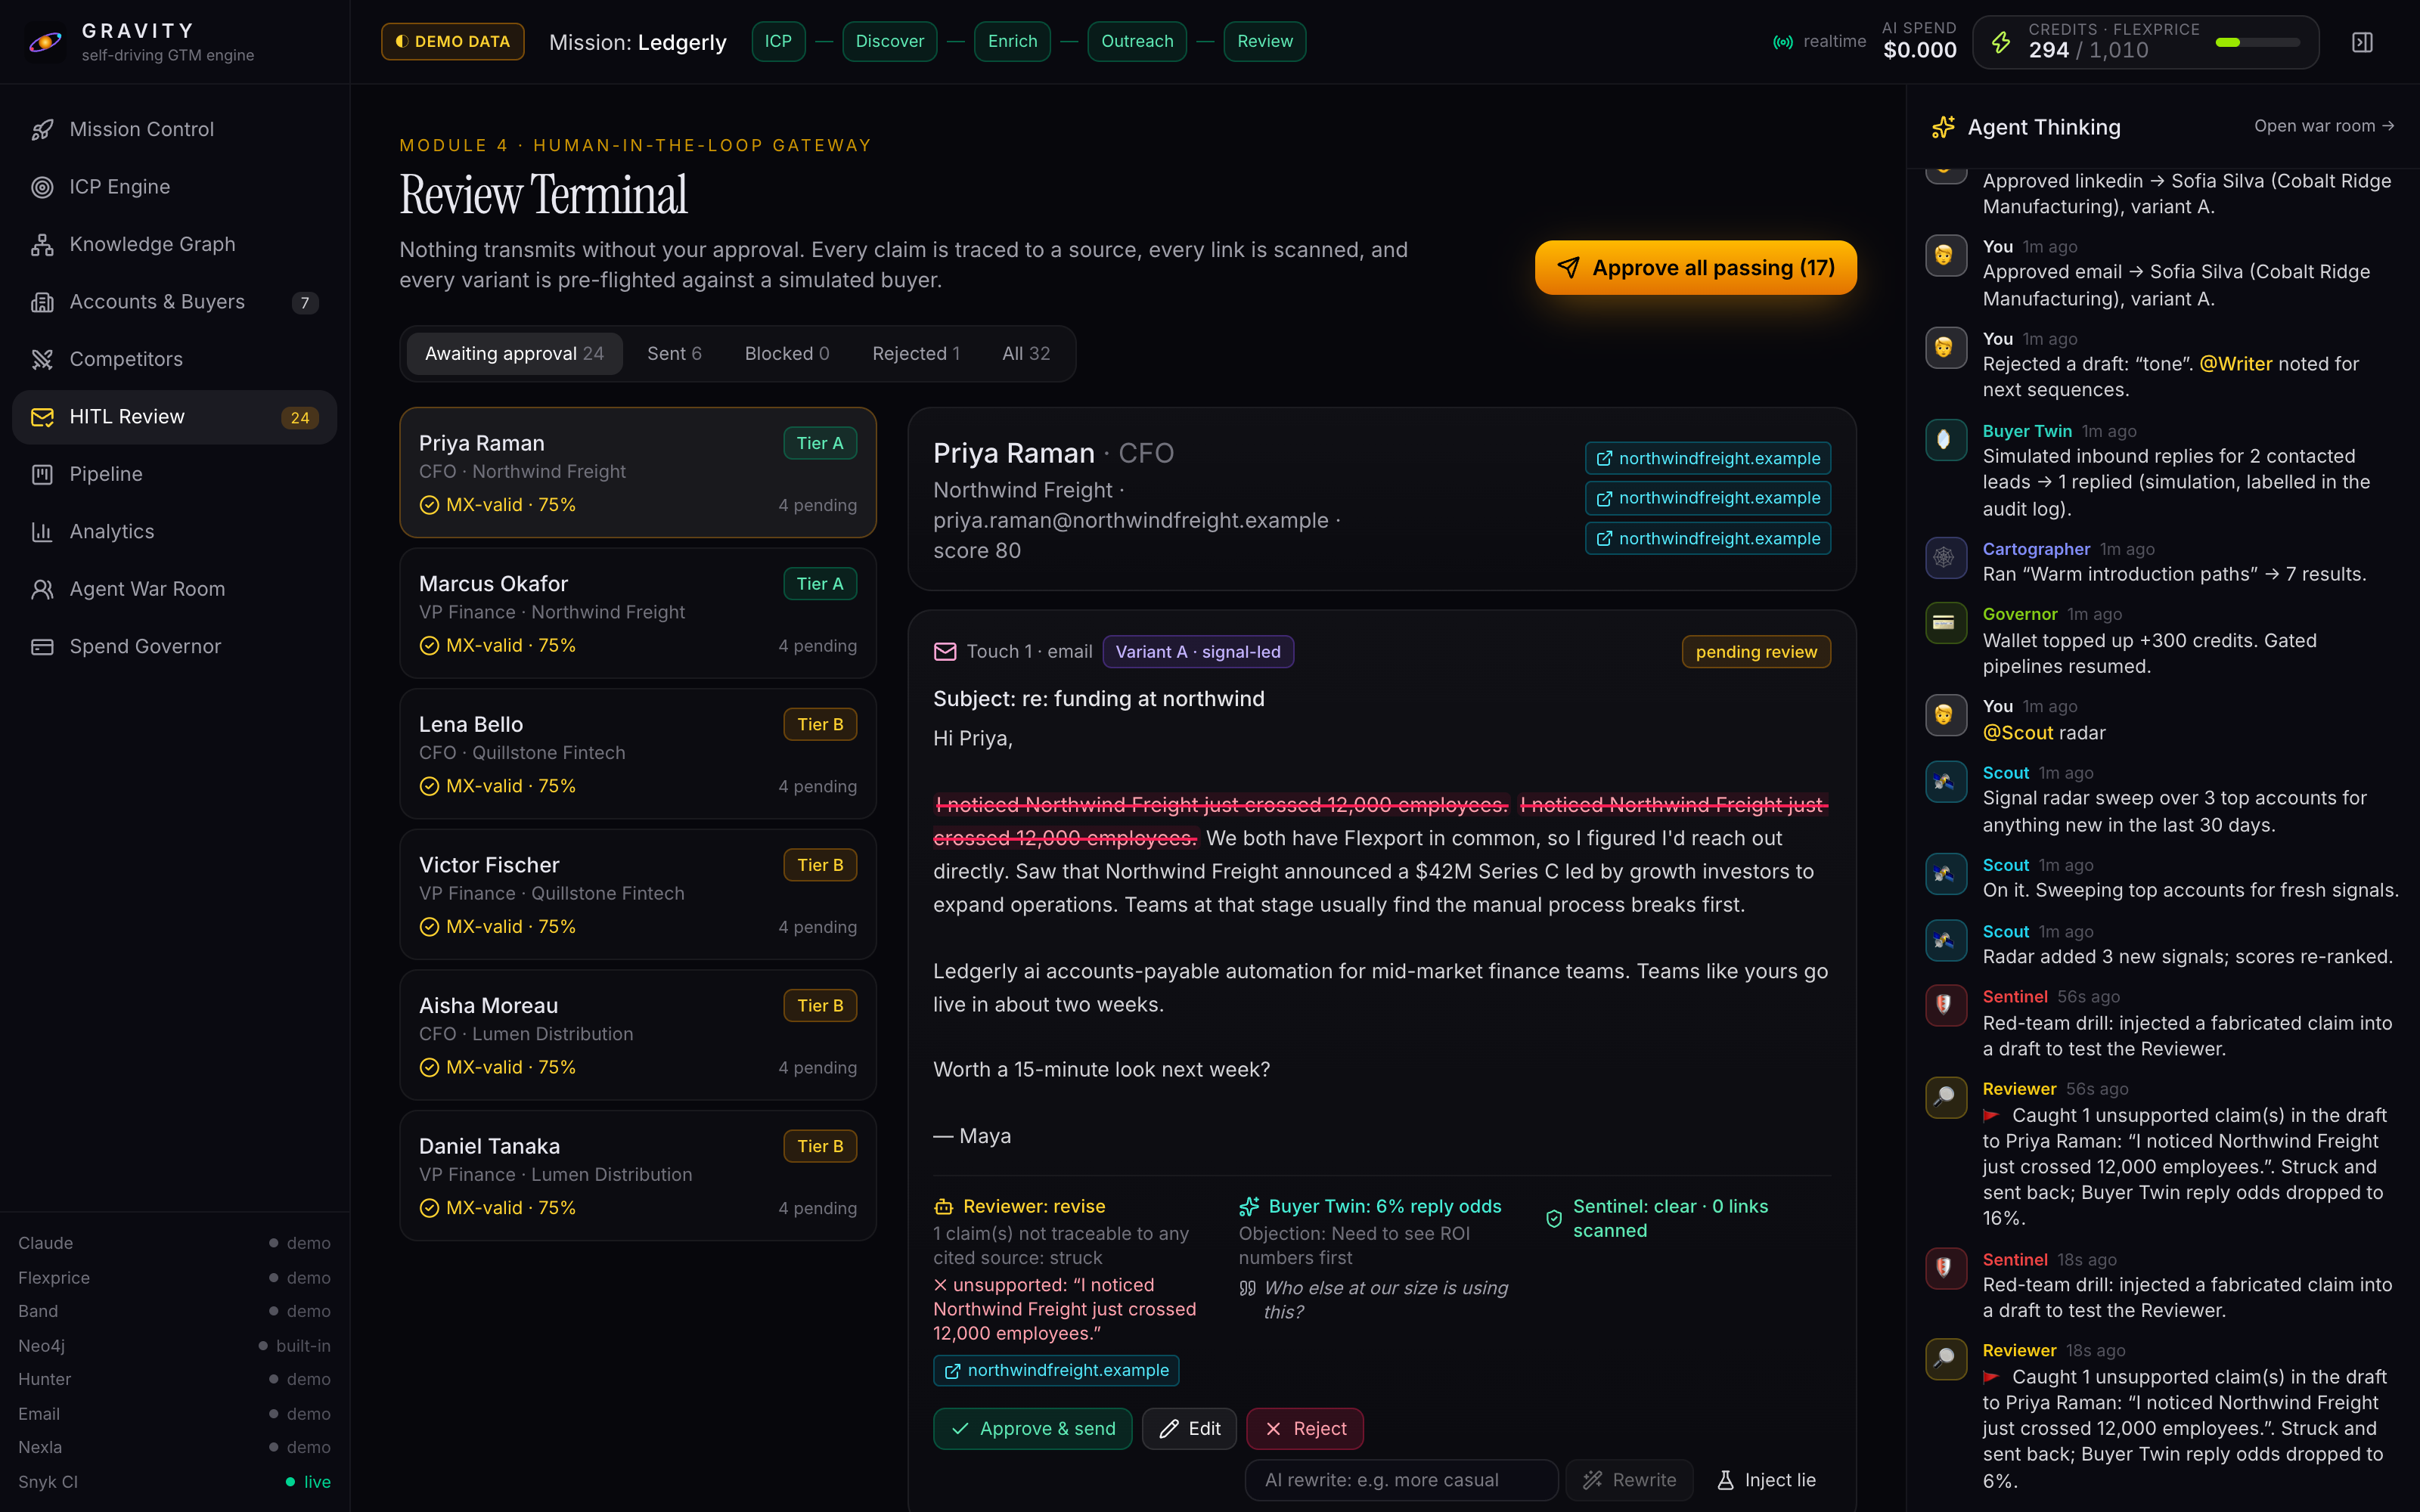 GRAVITY
self-driving GTM engine
DEMO DATA
Mission: Ledgerly
ICP
Discover
Enrich
Outreach
Review
realtime
AI SPEND
$0.000
CREDITS · FLEXPRICE
294 / 1,010
Mission Control
ICP Engine
Knowledge Graph
Accounts & Buyers 7
Competitors
HITL Review 24
Pipeline
Analytics
Agent War Room
Spend Governor
Claude demo
Flexprice demo
Band demo
Neo4j built-in
Hunter demo
Email demo
Nexla demo
Snyk CI live
MODULE 4 · HUMAN-IN-THE-LOOP GATEWAY
Review Terminal
Nothing transmits without your approval. Every claim is traced to a source, every link is scanned, and
every variant is pre-flighted against a simulated buyer.
Approve all passing (17)
Awaiting approval 24
Sent 6
Blocked 0
Rejected 1
All 32
Priya Raman Tier A
CFO · Northwind Freight
MX-valid · 75% 4 pending
Marcus Okafor Tier A
VP Finance · Northwind Freight
MX-valid · 75% 4 pending
Lena Bello Tier B
CFO · Quillstone Fintech
MX-valid · 75% 4 pending
Victor Fischer Tier B
VP Finance · Quillstone Fintech
MX-valid · 75% 4 pending
Aisha Moreau Tier B
CFO · Lumen Distribution
MX-valid · 75% 4 pending
Daniel Tanaka Tier B
VP Finance · Lumen Distribution
MX-valid · 75% 4 pending
Priya Raman · CFO
Northwind Freight ·
priya.raman@northwindfreight.example ·
score 80
northwindfreight.example
northwindfreight.example
northwindfreight.example
Touch 1 · email Variant A · signal-led pending review
Subject: re: funding at northwind
Hi Priya,
I noticed Northwind Freight just crossed 12,000 employees. I noticed Northwind Freight just
crossed 12,000 employees. We both have Flexport in common, so I figured I'd reach out
directly. Saw that Northwind Freight announced a $42M Series C led by growth investors to
expand operations. Teams at that stage usually find the manual process breaks first.
Ledgerly ai accounts-payable automation for mid-market finance teams. Teams like yours go
live in about two weeks.
Worth a 15-minute look next week?
— Maya
Reviewer: revise
1 claim(s) not traceable to any
cited source: struck
× unsupported: “I noticed
Northwind Freight just crossed
12,000 employees.”
northwindfreight.example
Buyer Twin: 6% reply odds
Objection: Need to see ROI
numbers first
Who else at our size is using
this?
Sentinel: clear · 0 links
scanned
Approve & send
Edit
Reject
AI rewrite: e.g. more casual
Rewrite
Inject lie
Agent Thinking
Open war room →
Approved linkedin → Sofia Silva (Cobalt Ridge
Manufacturing), variant A.
You 1m ago
Approved email → Sofia Silva (Cobalt Ridge
Manufacturing), variant A.
You 1m ago
Rejected a draft: “tone”. @Writer noted for
next sequences.
Buyer Twin 1m ago
Simulated inbound replies for 2 contacted
leads → 1 replied (simulation, labelled in the
audit log).
Cartographer 1m ago
Ran “Warm introduction paths” → 7 results.
Governor 1m ago
Wallet topped up +300 credits. Gated
pipelines resumed.
You 1m ago
@Scout radar
Scout 1m ago
Signal radar sweep over 3 top accounts for
anything new in the last 30 days.
Scout 1m ago
On it. Sweeping top accounts for fresh signals.
Scout 1m ago
Radar added 3 new signals; scores re-ranked.
Sentinel 56s ago
Red-team drill: injected a fabricated claim into
a draft to test the Reviewer.
Reviewer 56s ago
Caught 1 unsupported claim(s) in the draft
to Priya Raman: “I noticed Northwind Freight
just crossed 12,000 employees.”. Struck and
sent back; Buyer Twin reply odds dropped to
16%.
Sentinel 18s ago
Red-team drill: injected a fabricated claim into
a draft to test the Reviewer.
Reviewer 18s ago
Caught 1 unsupported claim(s) in the draft
to Priya Raman: “I noticed Northwind Freight
just crossed 12,000 employees.”. Struck and
sent back; Buyer Twin reply odds dropped to
6%.